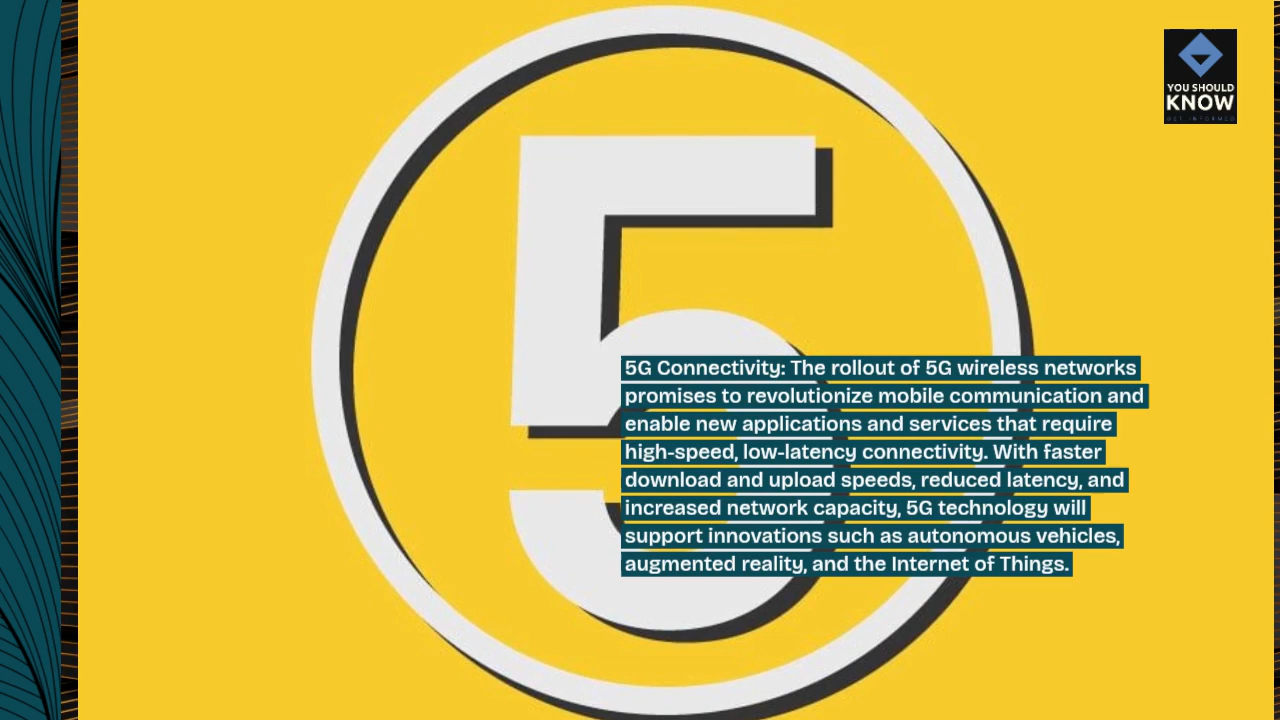 YOU SHOULD
KNOW
GET INFORMED
5
5G Connectivity: The rollout of 5G wireless networks
promises to revolutionize mobile communication and
enable new applications and services that require
high-speed, low-latency connectivity. With faster
download and upload speeds, reduced latency, and
increased network capacity, 5G technology will
support innovations such as autonomous vehicles,
augmented reality, and the Internet of Things.